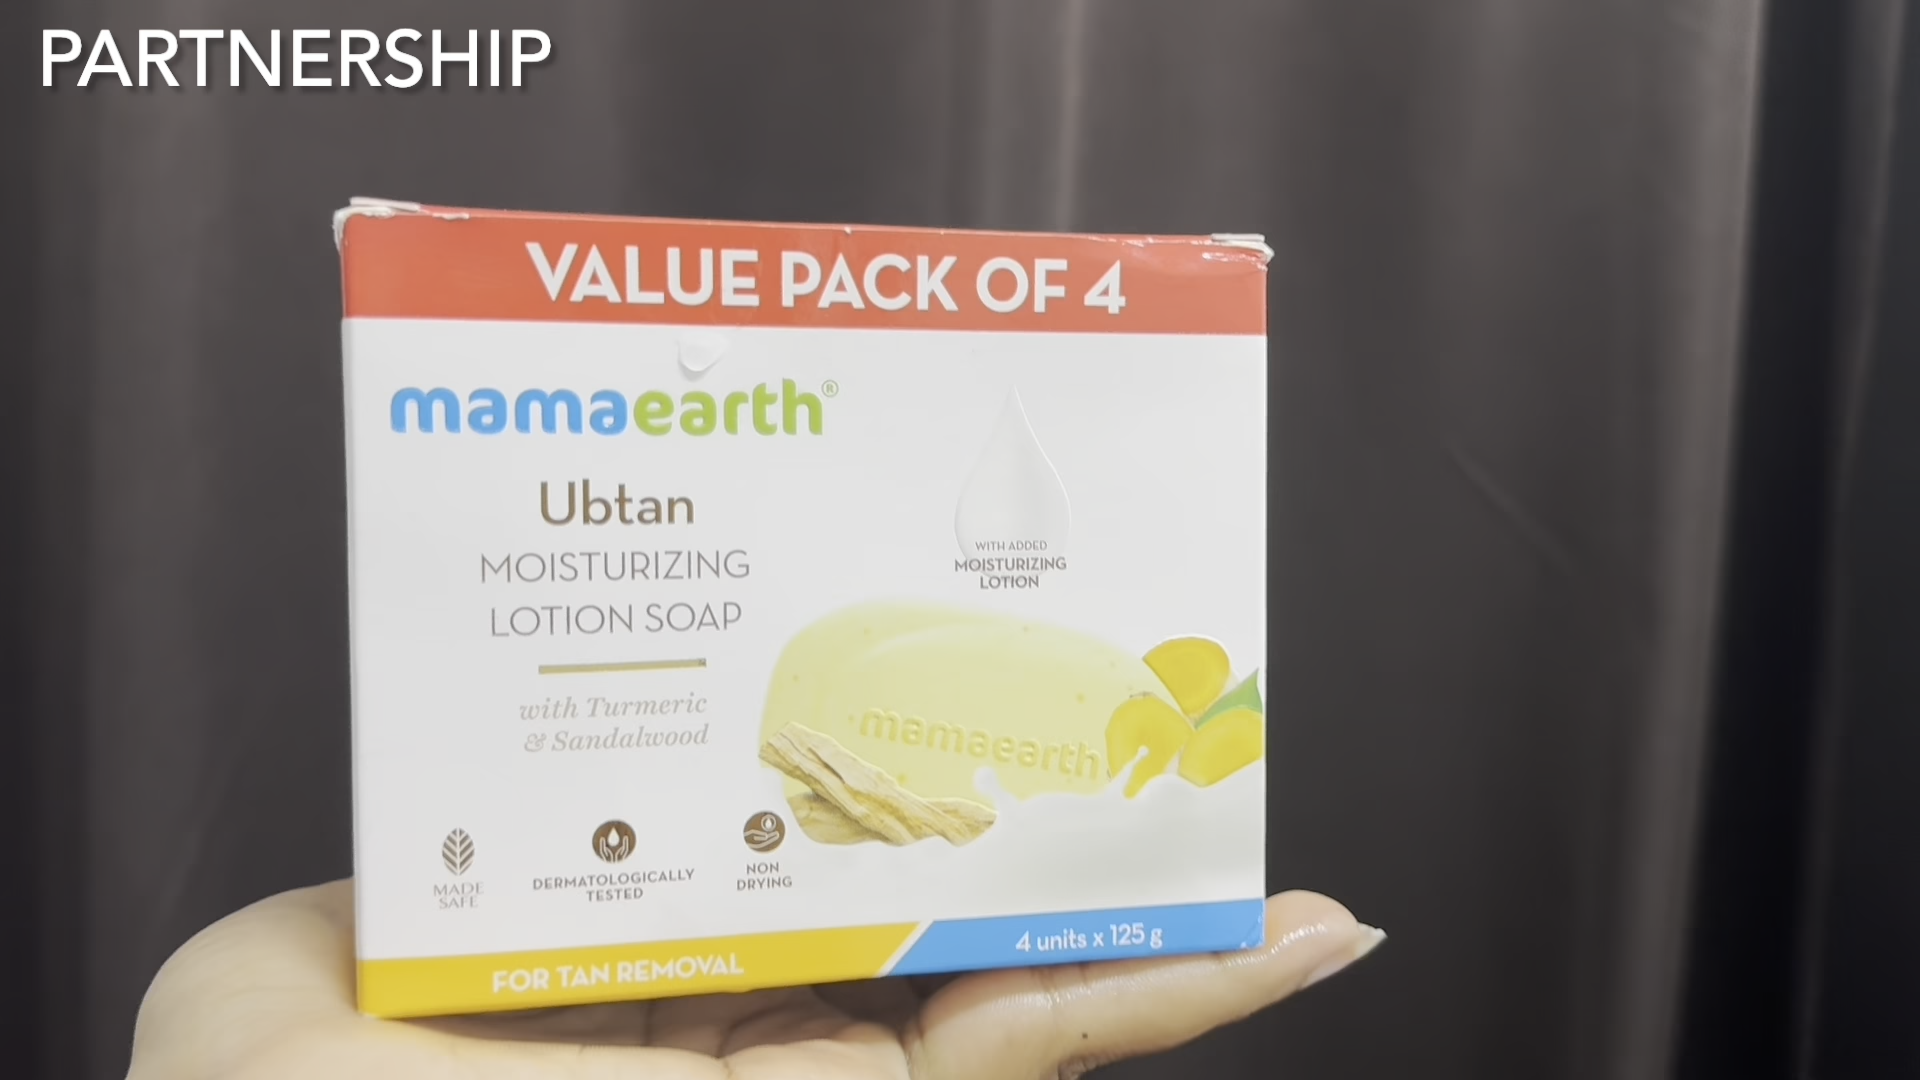 PARTNERSHIP
VALUE PACK OF 4
mamaearth®
Ubtan
MOISTURIZING
LOTION SOAP
with Turmeric
& Sandalwood
WITH ADDED
MOISTURIZING
LOTION
mamaearth
MADE
SAFE
DERMATOLOGICALLY
TESTED
NON
DRYING
FOR TAN REMOVAL
4 units x 125 g